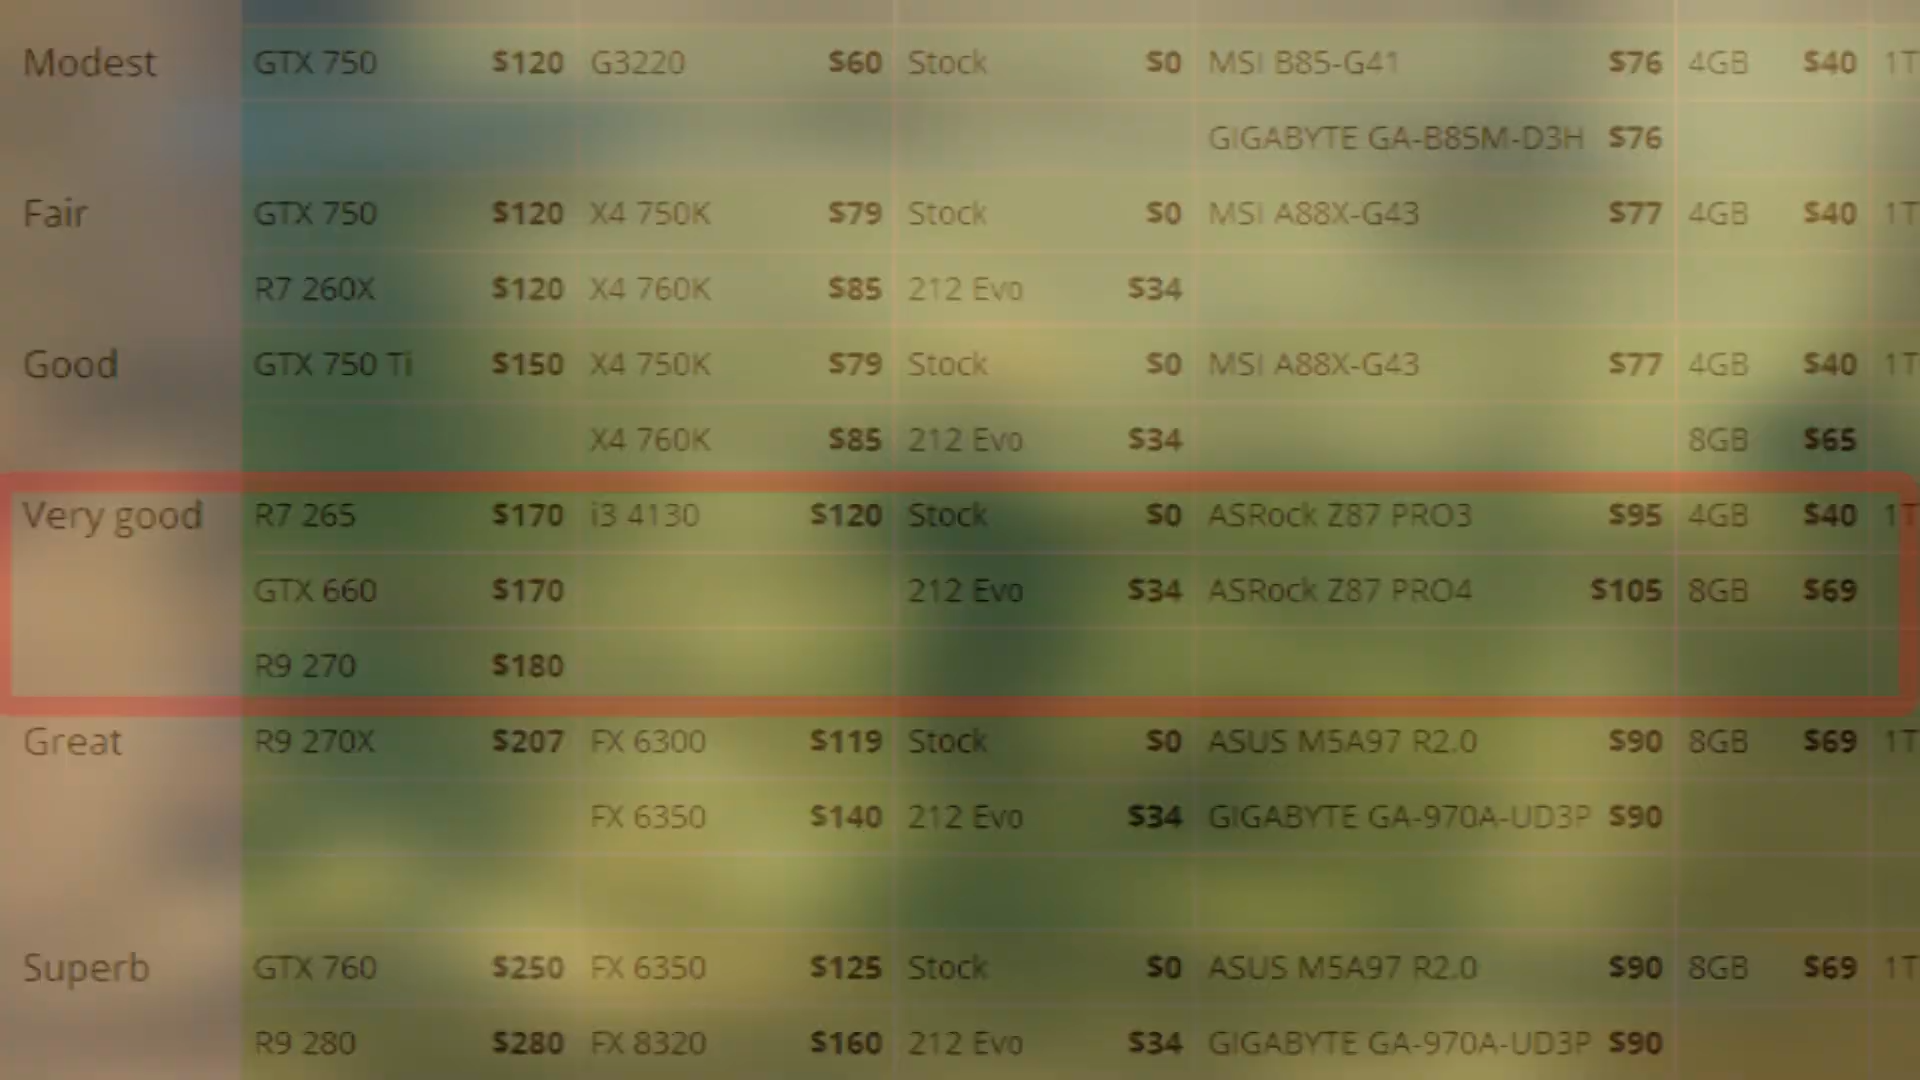 Modest GTX 750 $120 G3220 $60 Stock $0 MSI B85-G41 $76 4GB $40 1T
GIGABYTE GA-B85M-D3H $76
Fair GTX 750 $120 X4 750K $79 Stock $0 MSI A88X-G43 $77 4GB $40 1T
R7 260X $120 X4 760K $85 212 Evo $34
Good GTX 750 Ti $150 X4 750K $79 Stock $0 MSI A88X-G43 $77 4GB $40 1T
X4 760K $85 212 Evo $34 8GB $65
Very good R7 265 $170 i3 4130 $120 Stock $0 ASRock Z87 PRO3 $95 4GB $40 1T
GTX 660 $170 212 Evo $34 ASRock Z87 PRO4 $105 8GB $69
R9 270 $180
Great R9 270X $207 FX 6300 $119 Stock $0 ASUS M5A97 R2.0 $90 8GB $69 1T
FX 6350 $140 212 Evo $34 GIGABYTE GA-970A-UD3P $90
Superb GTX 760 $250 FX 6350 $125 Stock $0 ASUS M5A97 R2.0 $90 8GB $69 1T
R9 280 $280 FX 8320 $160 212 Evo $34 GIGABYTE GA-970A-UD3P $90